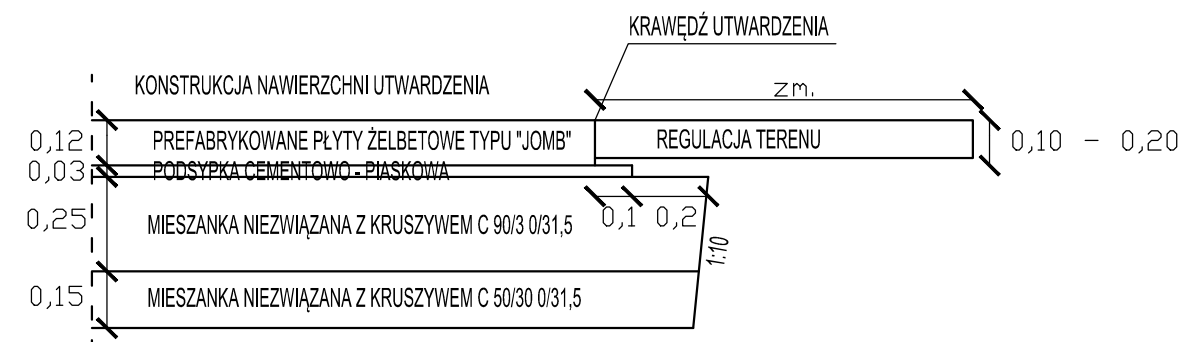 KRAWĘDŹ UTWARDZENIA
KONSTRUKCJA NAWIERZCHNI UTWARDZENIA
zm.
0,12
PREFABRYKOWANE PŁYTY ŻELBETOWE TYPU "JOMB"
REGULACJA TERENU
0,10 - 0,20
0,03
PODSYPKA CEMENTOWO - PIASKOWA
0,25
MIESZANKA NIEZWIĄZANA Z KRUSZYWEM C 90/3 0/31,5
0,1 0,2
1:10
0,15
MIESZANKA NIEZWIĄZANA Z KRUSZYWEM C 50/30 0/31,5